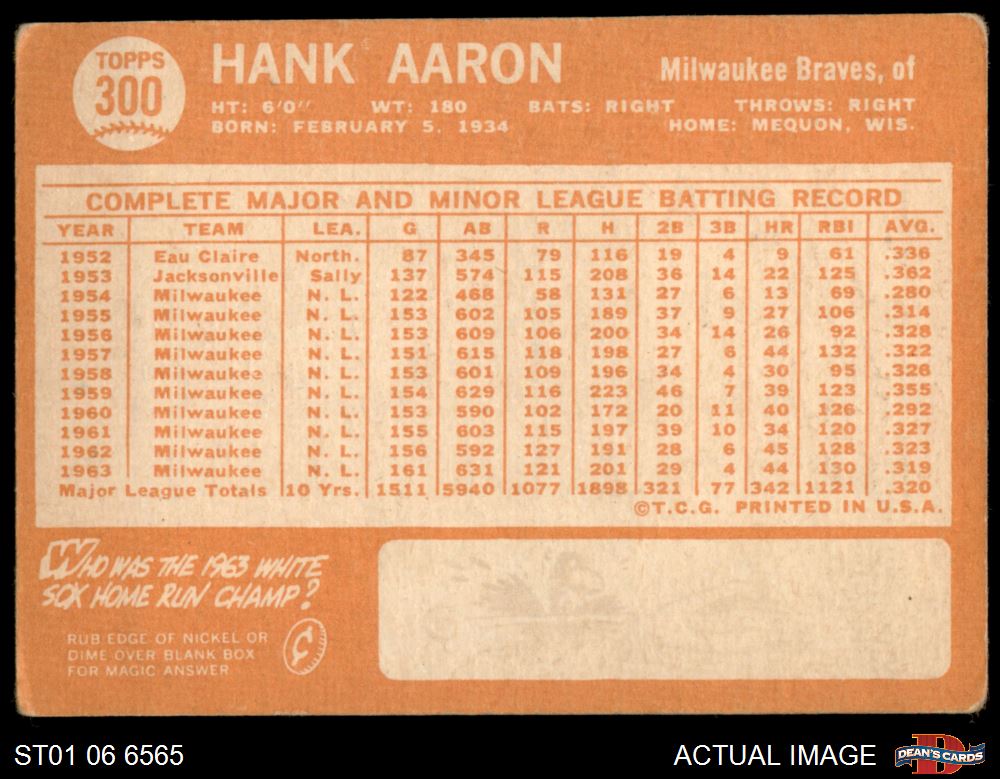 TOPPS
300
HANK AARON
Milwaukee Braves, of
HT: 6'0" WT: 180 BATS: RIGHT THROWS: RIGHT
BORN: FEBRUARY 5, 1934 HOME: MEQUON, WIS.
COMPLETE MAJOR AND MINOR LEAGUE BATTING RECORD
YEAR TEAM LEA. G AB R H 2B 3B HR RBI AVG.
1952 Eau Claire North. 87 345 79 116 19 4 9 61 .336
1953 Jacksonville Sally 137 574 115 208 36 14 22 125 .362
1954 Milwaukee N. L. 122 468 58 131 27 6 13 69 .280
1955 Milwaukee N. L. 153 602 105 189 37 9 27 106 .314
1956 Milwaukee N. L. 153 609 106 200 34 14 26 92 .328
1957 Milwaukee N. L. 151 615 118 198 27 6 44 132 .322
1958 Milwaukee N. L. 153 601 109 196 34 4 30 95 .326
1959 Milwaukee N. L. 154 629 116 223 46 7 39 123 .355
1960 Milwaukee N. L. 153 590 102 172 20 11 40 126 .292
1961 Milwaukee N. L. 155 603 115 197 39 10 34 120 .327
1962 Milwaukee N. L. 156 592 127 191 28 6 45 128 .323
1963 Milwaukee N. L. 161 631 121 201 29 4 44 130 .319
Major League Totals 10 Yrs. 1511 5940 1077 1898 321 77 342 1121 .320
©T.C.G. PRINTED IN U.S.A.
WHO WAS THE 1963 WHITE
SOX HOME RUN CHAMP?
RUB EDGE OF NICKEL OR
DIME OVER BLANK BOX
FOR MAGIC ANSWER
¢
ST01 06 6565
ACTUAL IMAGE
D
DEAN'S CARDS